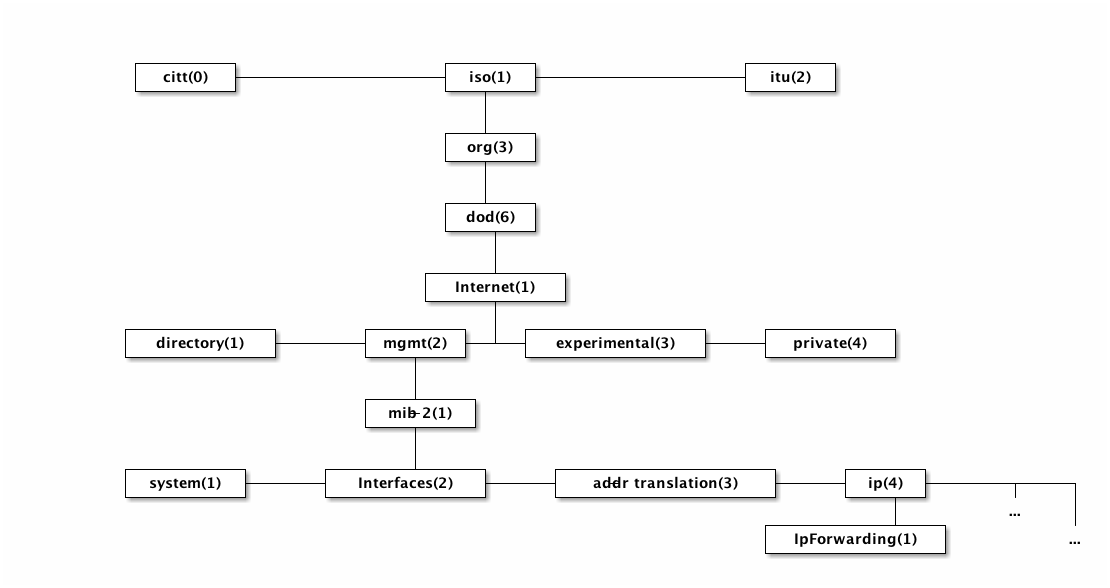 citt(0) iso(1) itu(2)
org(3)
dod(6)
Internet(1)
directory(1) mgmt(2) experimental(3) private(4)
mib-2(1)
system(1) Interfaces(2) addr translation(3) ip(4)
...
IpForwarding(1)
...